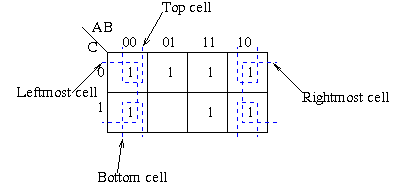 Top cell
AB
C
00 01 11 10
0 1 1 1 1
Leftmost cell
Rightmost cell
1 1 1 1
Bottom cell